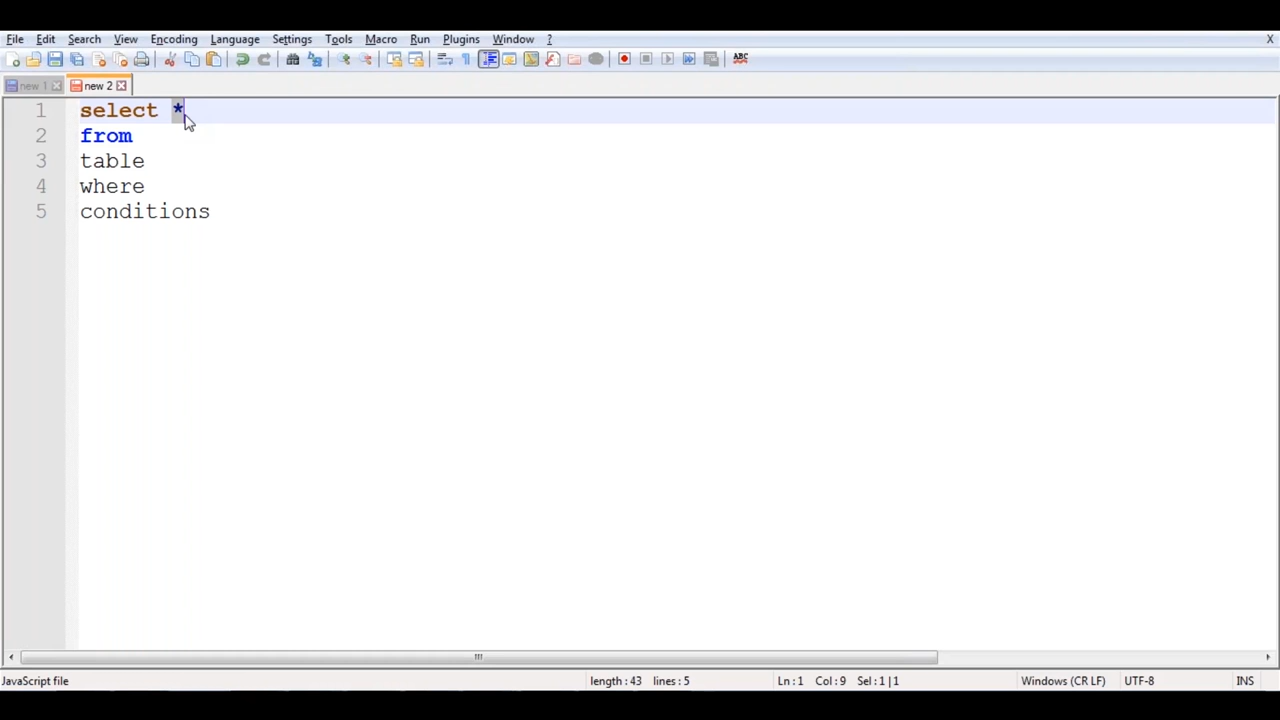 File Edit Search View Encoding Language Settings Tools Macro Run Plugins Window ? X
ABC
new 1 new 2
1 select *
2 from
3 table
4 where
5 conditions
JavaScript file length : 43 lines : 5 Ln : 1 Col : 9 Sel : 1 | 1 Windows (CR LF) UTF-8 INS